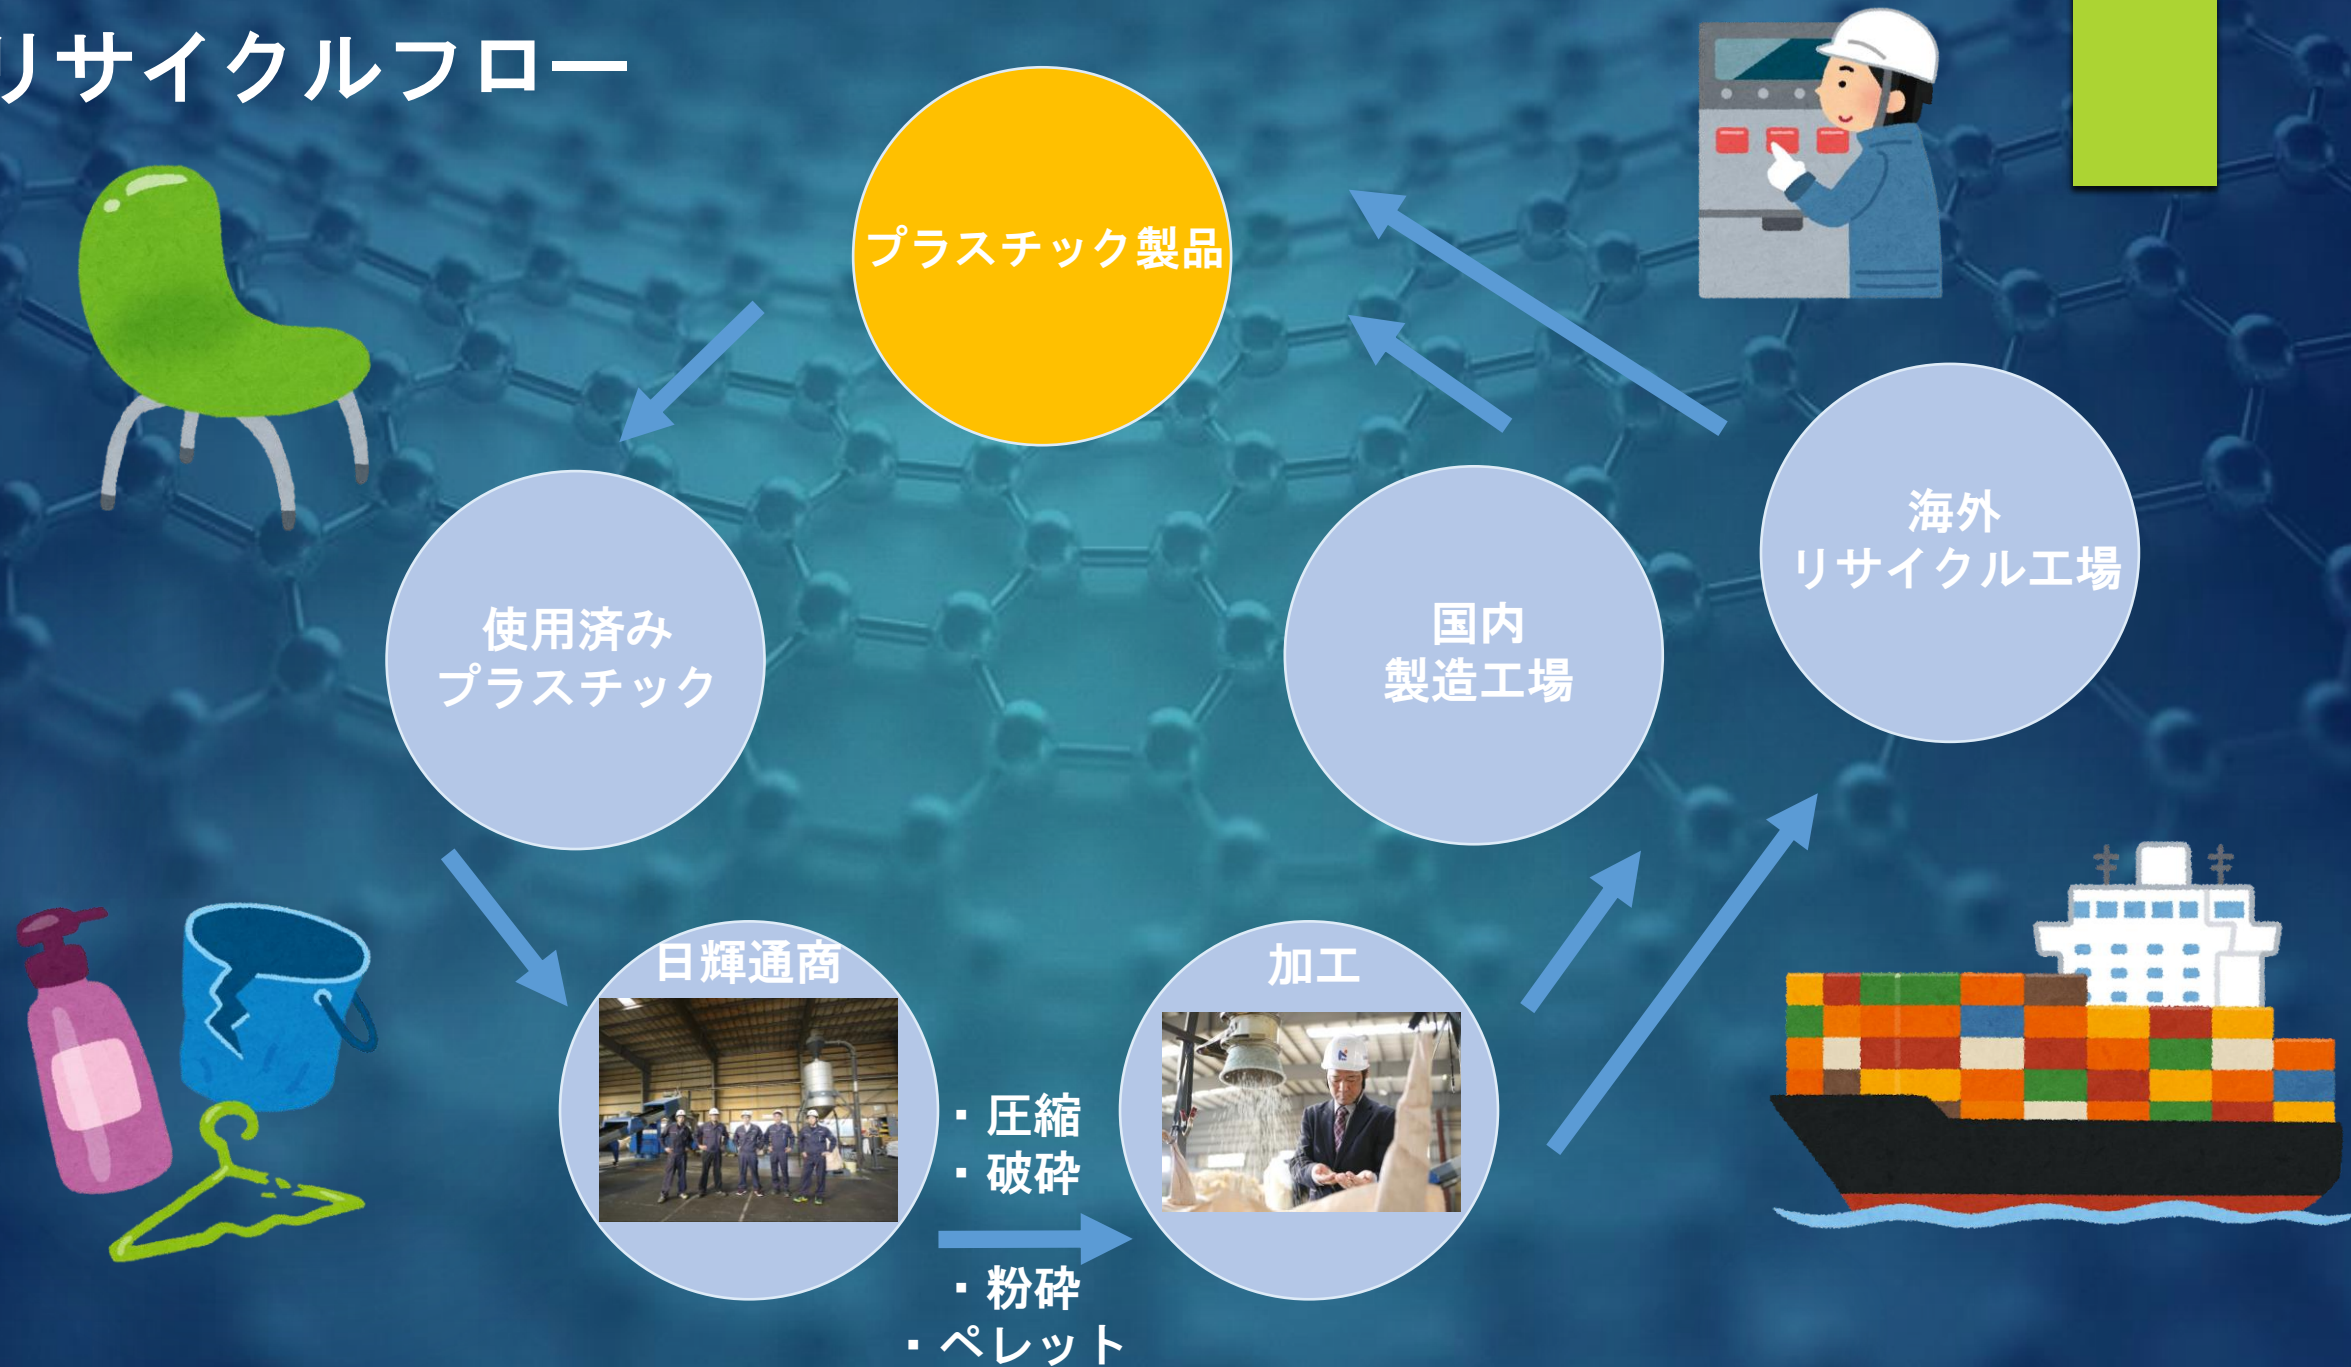 リサイクルフロー
プラスチック製品
使用済み
プラスチック
日輝通商
・圧縮
・破砕
・粉砕
・ペレット
加工
国内
製造工場
海外
リサイクル工場